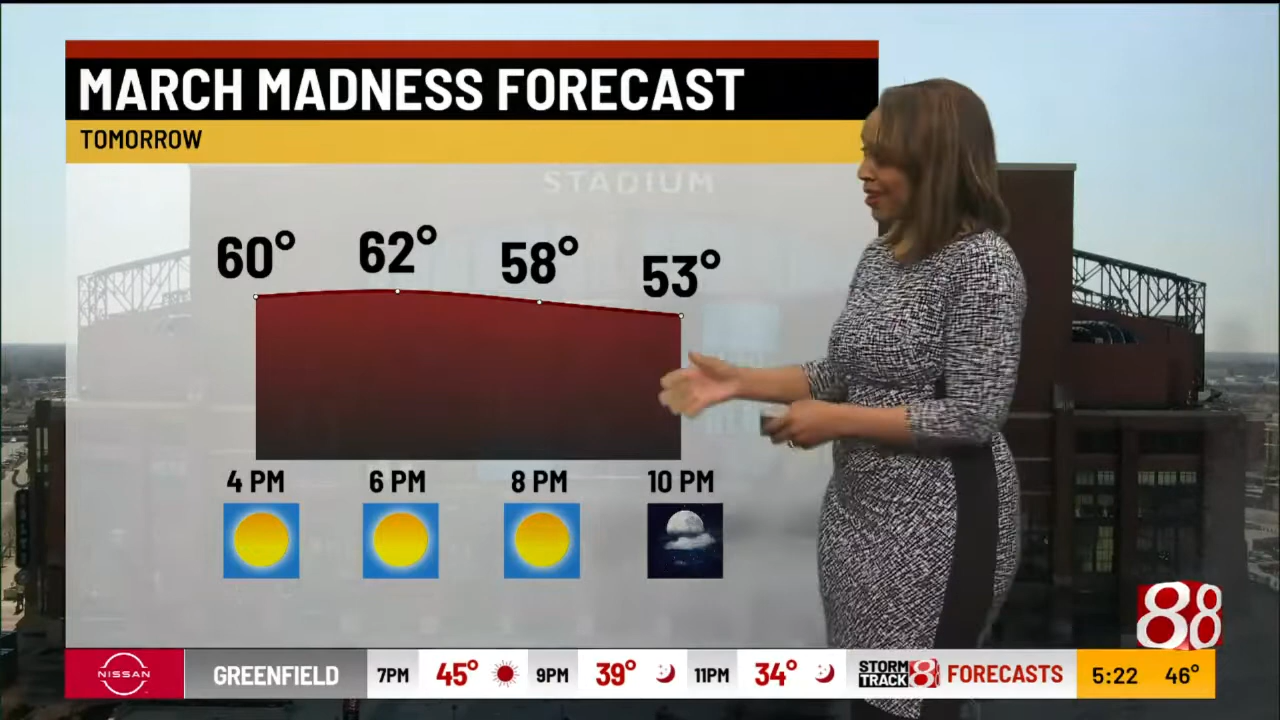 MARCH MADNESS FORECAST
TOMORROW
STADIUM
60° 62° 58° 53°
4 PM 6 PM 8 PM 10 PM
88
NISSAN GREENFIELD 7PM 45° 9PM 39° 11PM 34° STORM TRACK 8 FORECASTS 5:22 46°